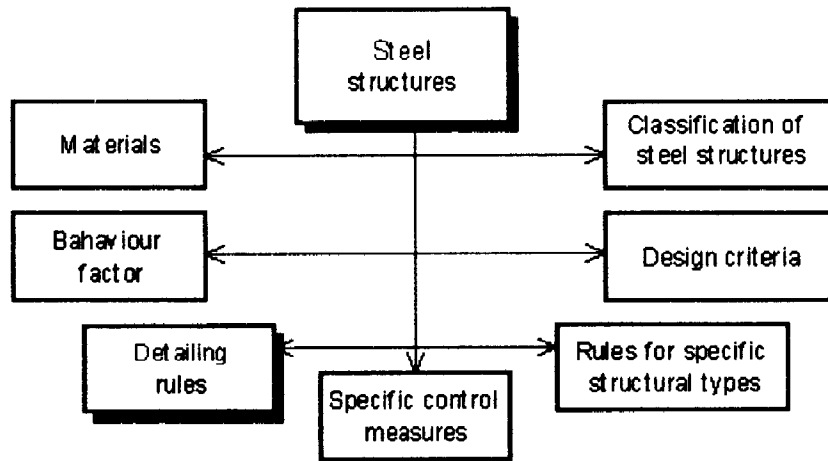 Steel
structures
Materials
Classification of
steel structures
Bahaviour
factor
Design criteria
Detailing
rules
Rules for specific
structural types
Specific control
measures